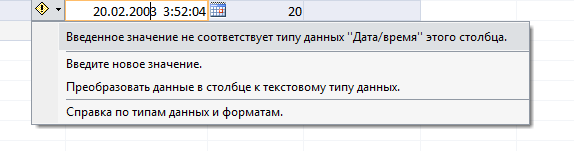 20.02.2003 3:52:04 20
Введенное значение не соответствует типу данных "Дата/время" этого столбца.
Введите новое значение.
Преобразовать данные в столбце к текстовому типу данных.
Справка по типам данных и форматам.